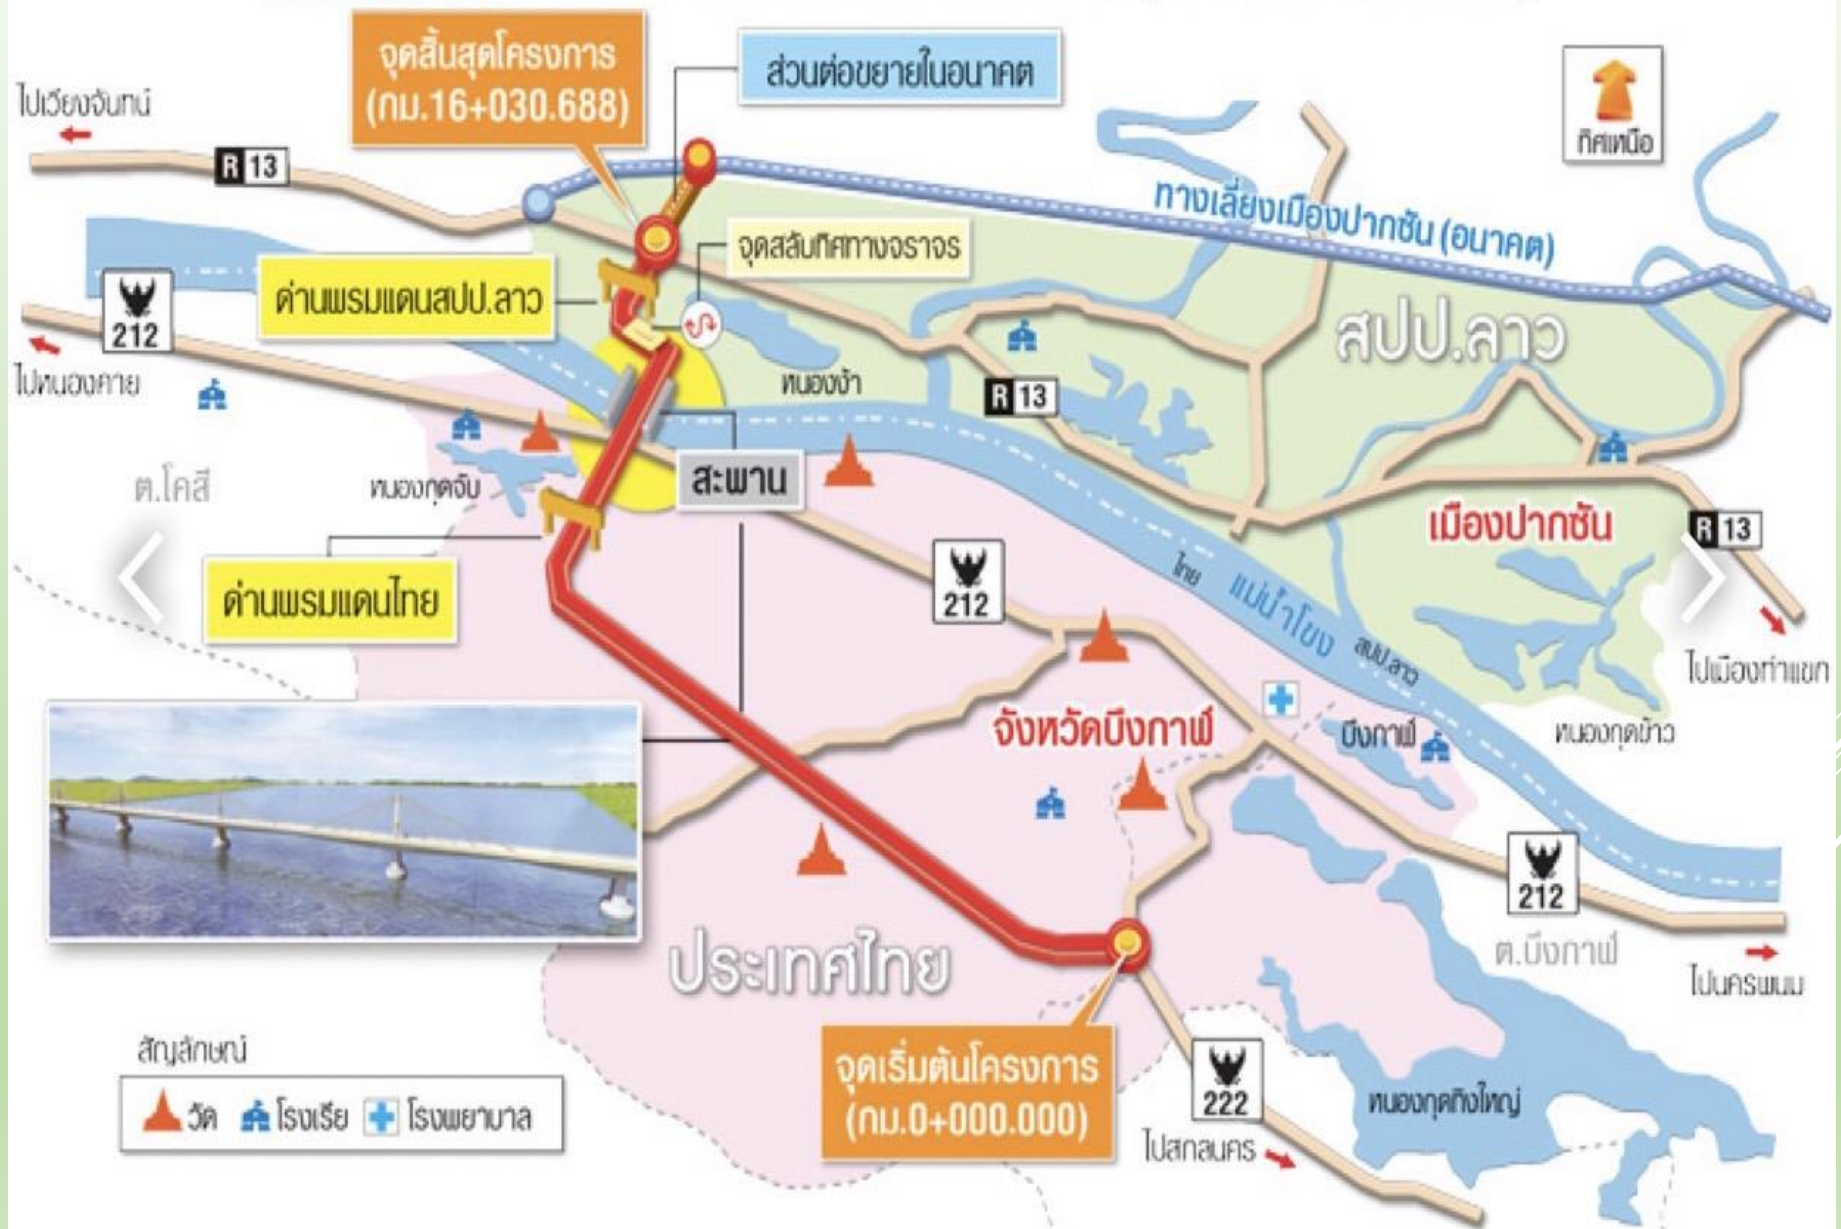 จุดสิ้นสุดโครงการ
(กม.16+030.688)
ส่วนต่อขยายในอนาคต
ทิศเหนือ
ไปเวียงจันทน์
R 13
ทางเลี่ยงเมืองปากซัน (อนาคต)
จุดสลับทิศทางจราจร
ด่านพรมแดนสปป.ลาว
212
สปป.ลาว
ไปหนองคาย
หนองง้า
R 13
ต.โคสี
หนองกุดจับ
สะพาน
เมืองปากซัน
R 13
ด่านพรมแดนไทย
212
ไทย
แม่น้ำโขง
สปป.ลาว
ไปเมืองท่าแขก
จังหวัดบึงกาฬ
บึงกาฬ
หนองกุดข้าว
212
ประเทศไทย
ต.บึงกาฬ
ไปนครพนม
จุดเริ่มต้นโครงการ
(กม.0+000.000)
222
หนองกุดทิงใหญ่
ไปสกลนคร
สัญลักษณ์
วัด โรงเรีย โรงพยาบาล